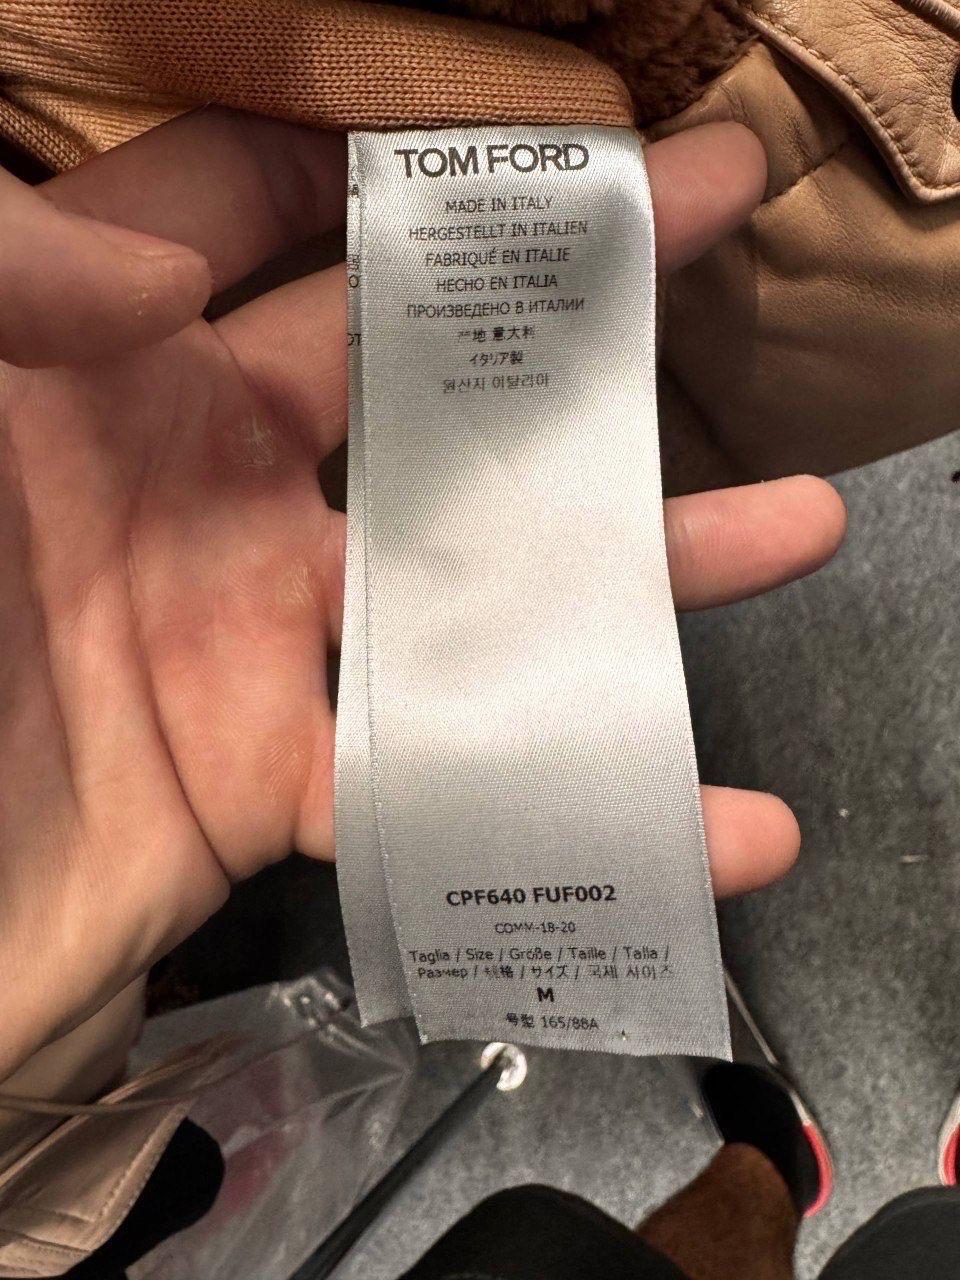 TOM FORD
MADE IN ITALY
HERGESTELLT IN ITALIEN
FABRIQUÉ EN ITALIE
HECHO EN ITALIA
ПРОИЗВЕДЕНО В ИТАЛИИ
产地 意大利
イタリア製
원산지 이탈리아
CPF640 FUF002
COMM-18-20
Taglia / Size / Größe / Taille / Talla /
Размер / 规格 / サイズ / 국제 사이즈
M
号型 165/88A